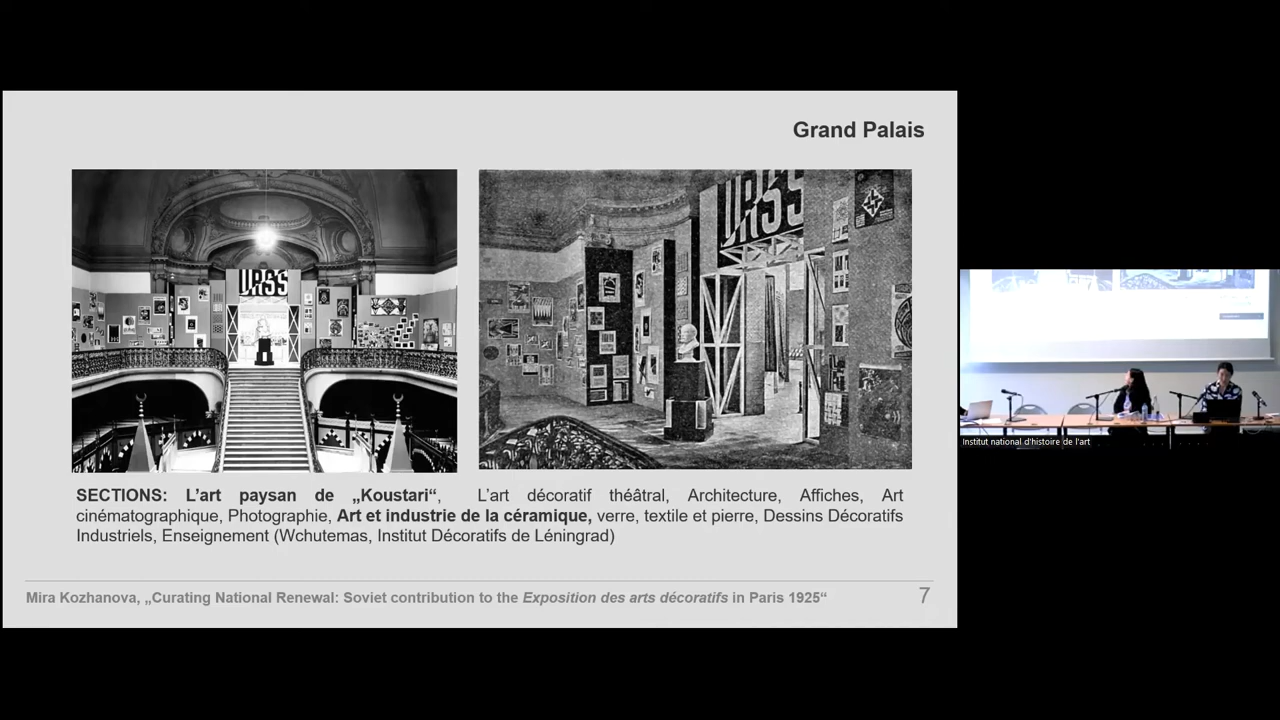 Grand Palais
URSS
URSS
SECTIONS: L'art paysan de „Koustari“, L'art décoratif théâtral, Architecture, Affiches, Art
cinématographique, Photographie, Art et industrie de la céramique, verre, textile et pierre, Dessins Décoratifs
Industriels, Enseignement (Wchutemas, Institut Décoratifs de Léningrad)
Mira Kozhanova, „Curating National Renewal: Soviet contribution to the Exposition des arts décoratifs in Paris 1925“
7
Institut national d'histoire de l'art